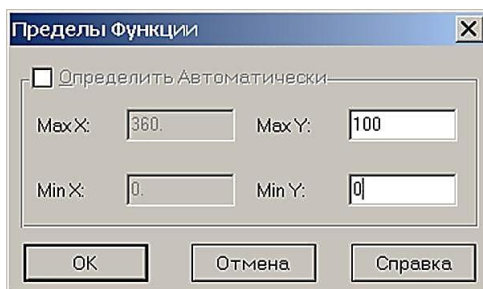 Пределы Функции
Определить Автоматически
Max X: 360. Max Y: 100
Min X: 0. Min Y: 0
OK Отмена Справка